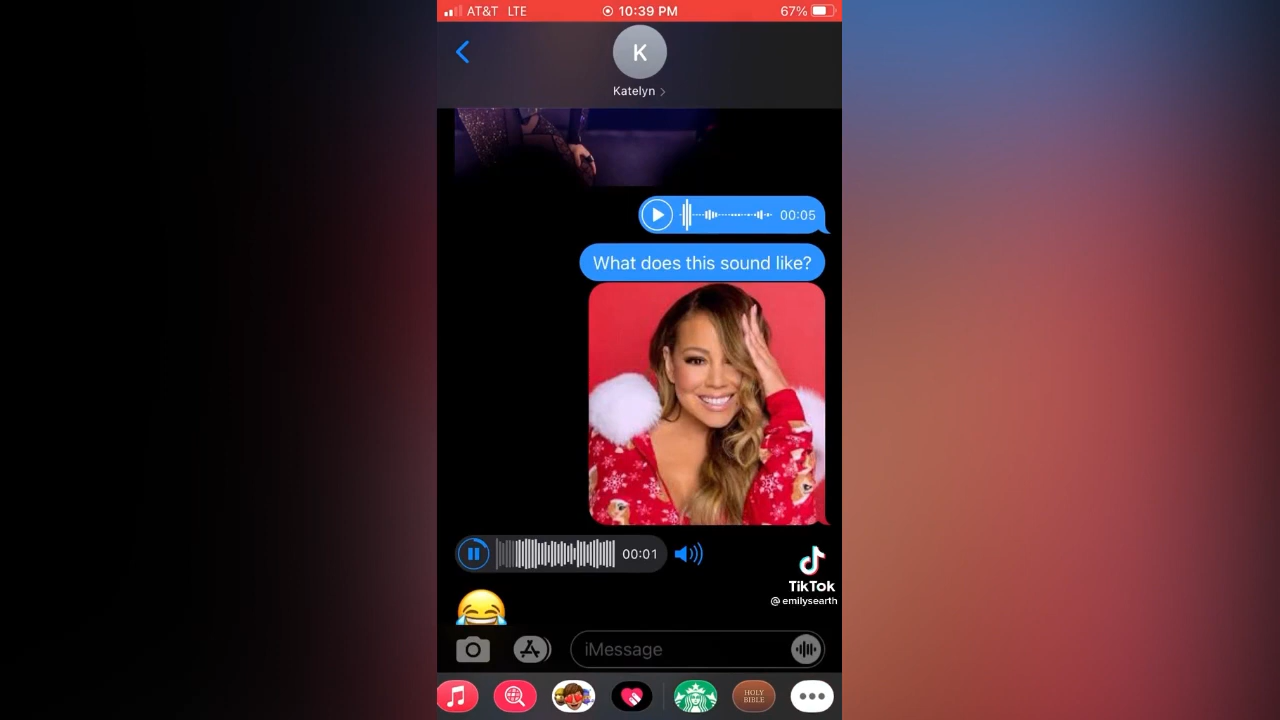 AT&T LTE 10:39 PM 67%
K
Katelyn
00:05
What does this sound like?
00:01
TikTok
@ emilysearth
iMessage
HOLY
BIBLE